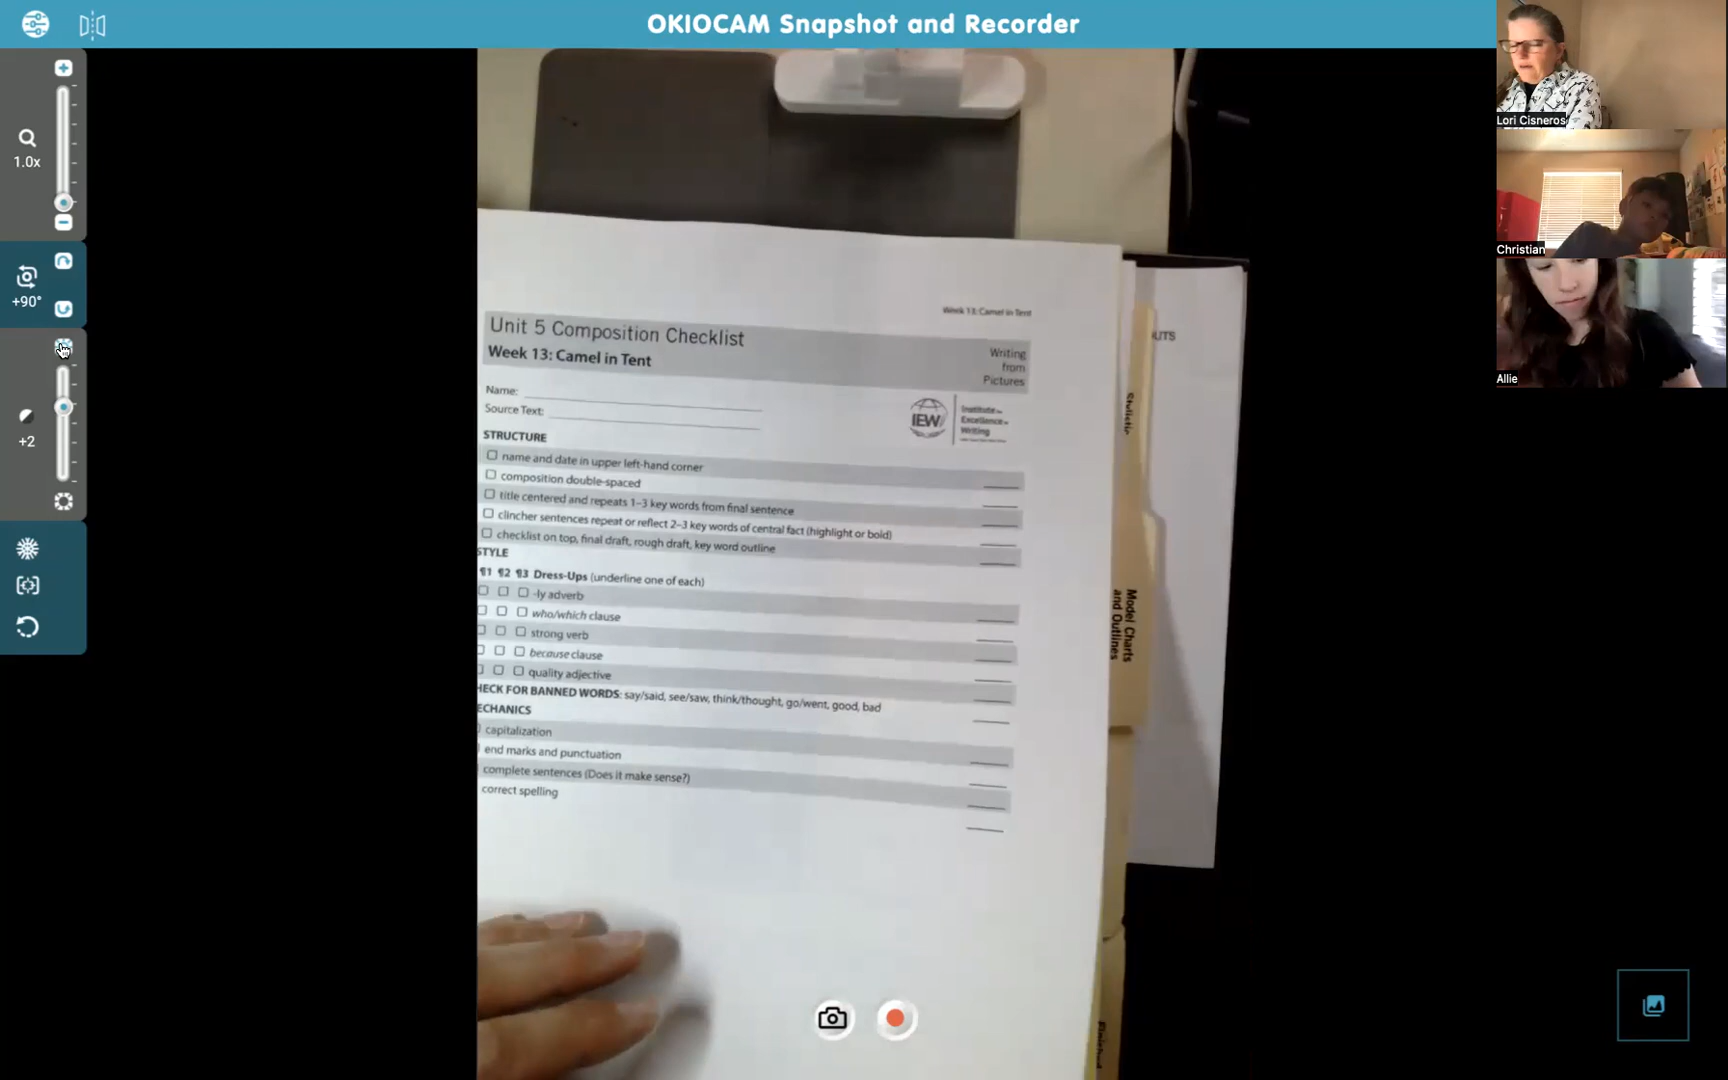 OKIOCAM Snapshot and Recorder
1.0x
+90°
+2
Lori Cisneros
Christian
Allie
Week 13: Camel in Tent
Unit 5 Composition Checklist
Week 13: Camel in Tent
Writing
from
Pictures
Name:
Source Text:
IEW
Institute for
Excellence in
Writing
STRUCTURE
name and date in upper left-hand corner
composition double-spaced
title centered and repeats 1–3 key words from final sentence
clincher sentences repeat or reflect 2–3 key words of central fact (highlight or bold)
checklist on top, final draft, rough draft, key word outline
STYLE
¶1 ¶2 ¶3 Dress-Ups (underline one of each)
-ly adverb
who/which clause
strong verb
because clause
quality adjective
HECK FOR BANNED WORDS: say/said, see/saw, think/thought, go/went, good, bad
ECHANICS
capitalization
end marks and punctuation
complete sentences (Does it make sense?)
correct spelling
UTS
Model Charts
and Outlines